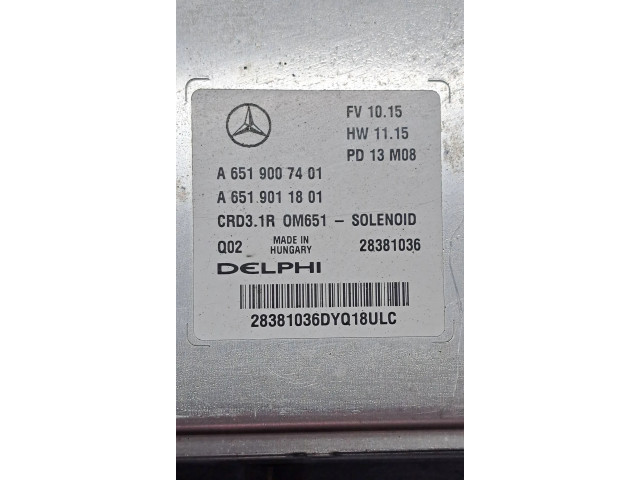 FV 10.15
HW 11.15
PD 13 M08
A 651 900 74 01
A 651 901 18 01
CRD3.1R OM651 – SOLENOID
Q02 MADE IN HUNGARY 28381036
DELPHI
28381036DYQ18ULC